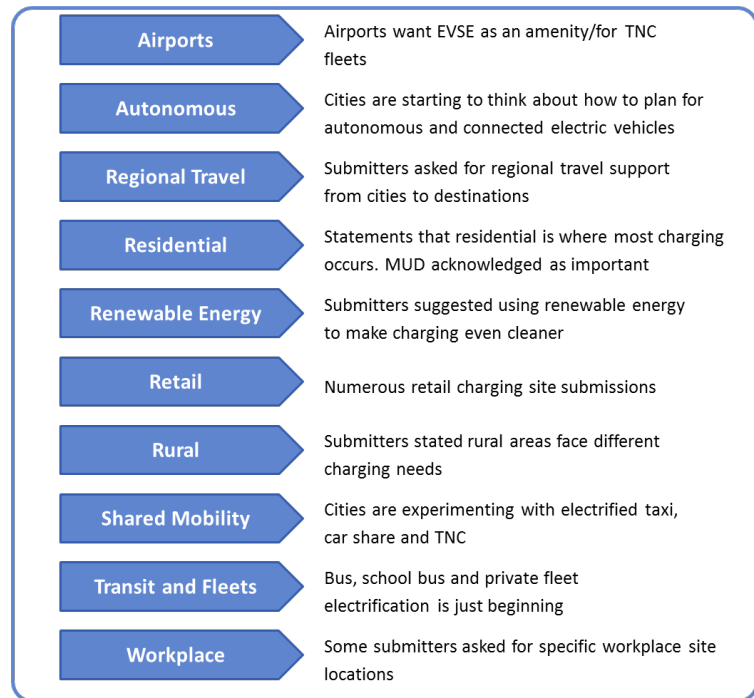 Airports
Airports want EVSE as an amenity/for TNC
fleets
Autonomous
Cities are starting to think about how to plan for
autonomous and connected electric vehicles
Regional Travel
Submitters asked for regional travel support
from cities to destinations
Residential
Statements that residential is where most charging
occurs. MUD acknowledged as important
Renewable Energy
Submitters suggested using renewable energy
to make charging even cleaner
Retail
Numerous retail charging site submissions
Rural
Submitters stated rural areas face different
charging needs
Shared Mobility
Cities are experimenting with electrified taxi,
car share and TNC
Transit and Fleets
Bus, school bus and private fleet
electrification is just beginning
Workplace
Some submitters asked for specific workplace site
locations